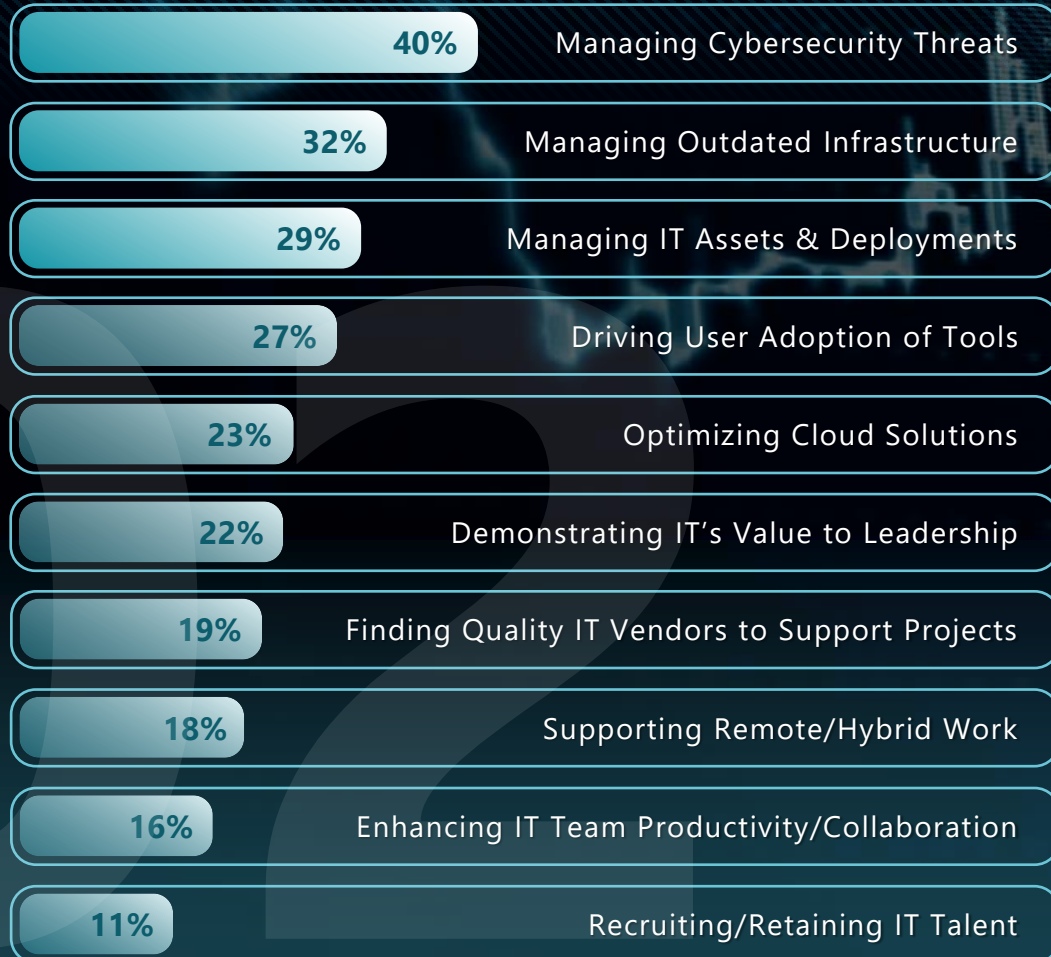 40% Managing Cybersecurity Threats
32% Managing Outdated Infrastructure
29% Managing IT Assets & Deployments
27% Driving User Adoption of Tools
23% Optimizing Cloud Solutions
22% Demonstrating IT’s Value to Leadership
19% Finding Quality IT Vendors to Support Projects
18% Supporting Remote/Hybrid Work
16% Enhancing IT Team Productivity/Collaboration
11% Recruiting/Retaining IT Talent
02